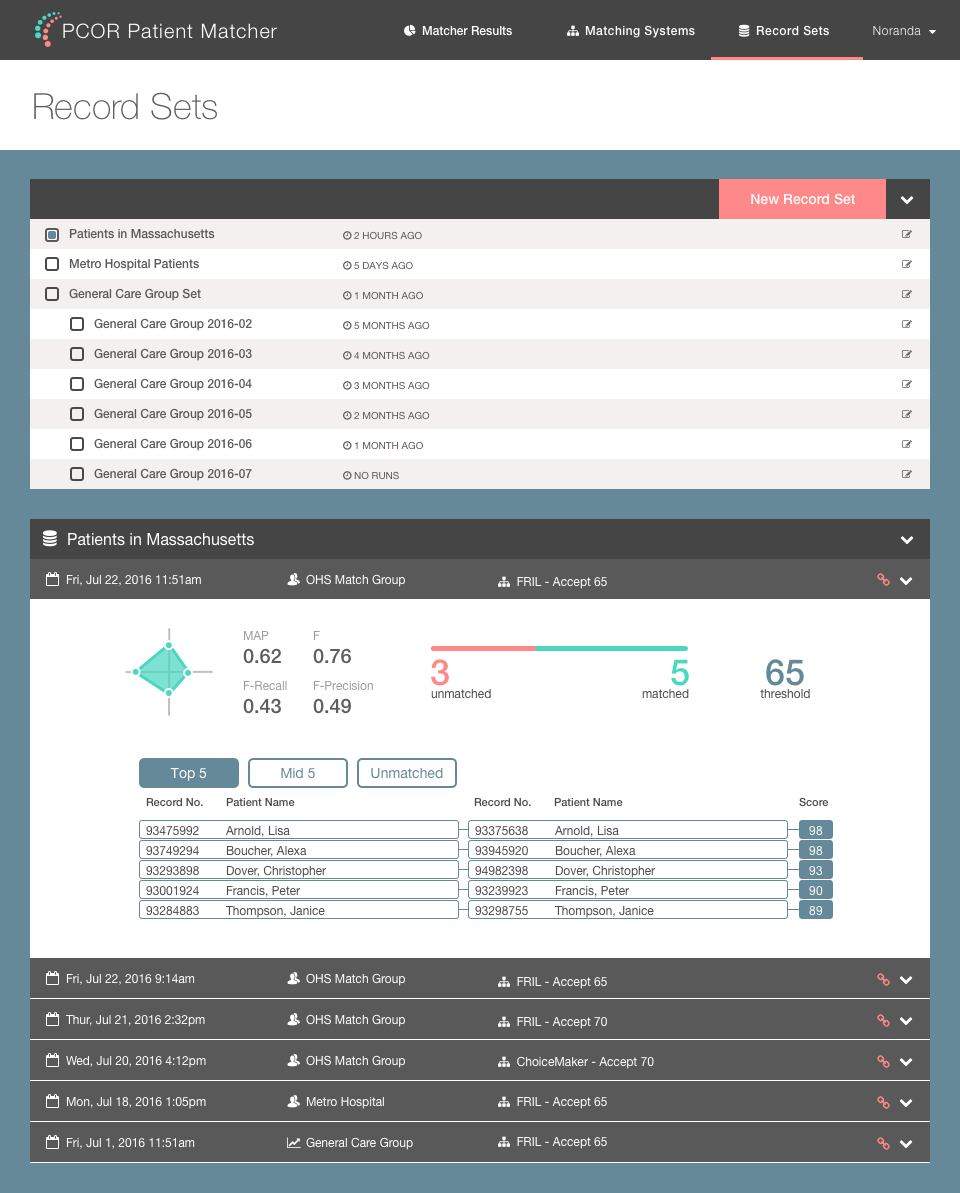 PCOR Patient Matcher Matcher Results Matching Systems Record Sets Noranda
Record Sets
New Record Set
Patients in Massachusetts 2 HOURS AGO
Metro Hospital Patients 5 DAYS AGO
General Care Group Set 1 MONTH AGO
General Care Group 2016-02 5 MONTHS AGO
General Care Group 2016-03 4 MONTHS AGO
General Care Group 2016-04 3 MONTHS AGO
General Care Group 2016-05 2 MONTHS AGO
General Care Group 2016-06 1 MONTH AGO
General Care Group 2016-07 NO RUNS
Patients in Massachusetts
Fri, Jul 22, 2016 11:51am OHS Match Group FRIL - Accept 65
MAP F
0.62 0.76
F-Recall F-Precision
0.43 0.49
3 5 65
unmatched matched threshold
Top 5 Mid 5 Unmatched
Record No. Patient Name Record No. Patient Name Score
93475992 Arnold, Lisa 93375638 Arnold, Lisa 98
93749294 Boucher, Alexa 93945920 Boucher, Alexa 98
93293898 Dover, Christopher 94982398 Dover, Christopher 93
93001924 Francis, Peter 93239923 Francis, Peter 90
93284883 Thompson, Janice 93298755 Thompson, Janice 89
Fri, Jul 22, 2016 9:14am OHS Match Group FRIL - Accept 65
Thur, Jul 21, 2016 2:32pm OHS Match Group FRIL - Accept 70
Wed, Jul 20, 2016 4:12pm OHS Match Group ChoiceMaker - Accept 70
Mon, Jul 18, 2016 1:05pm Metro Hospital FRIL - Accept 65
Fri, Jul 1, 2016 11:51am General Care Group FRIL - Accept 65